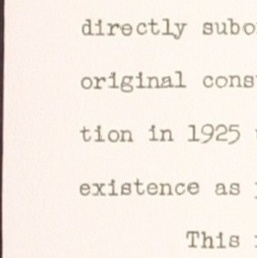 directly subo
original cons
tion in 1925
existence as
This